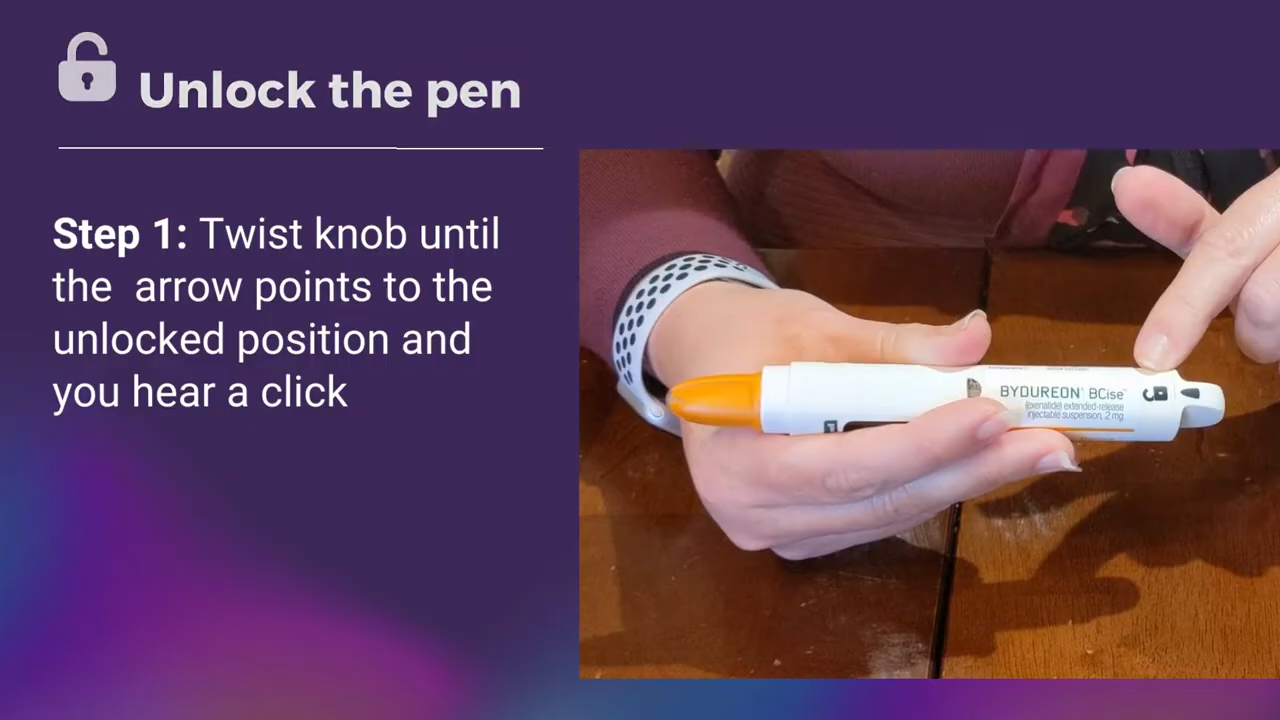 Unlock the pen
Step 1: Twist knob until
the arrow points to the
unlocked position and
you hear a click
BYDUREON® BCise™
(exenatide) extended-release
injectable suspension, 2 mg